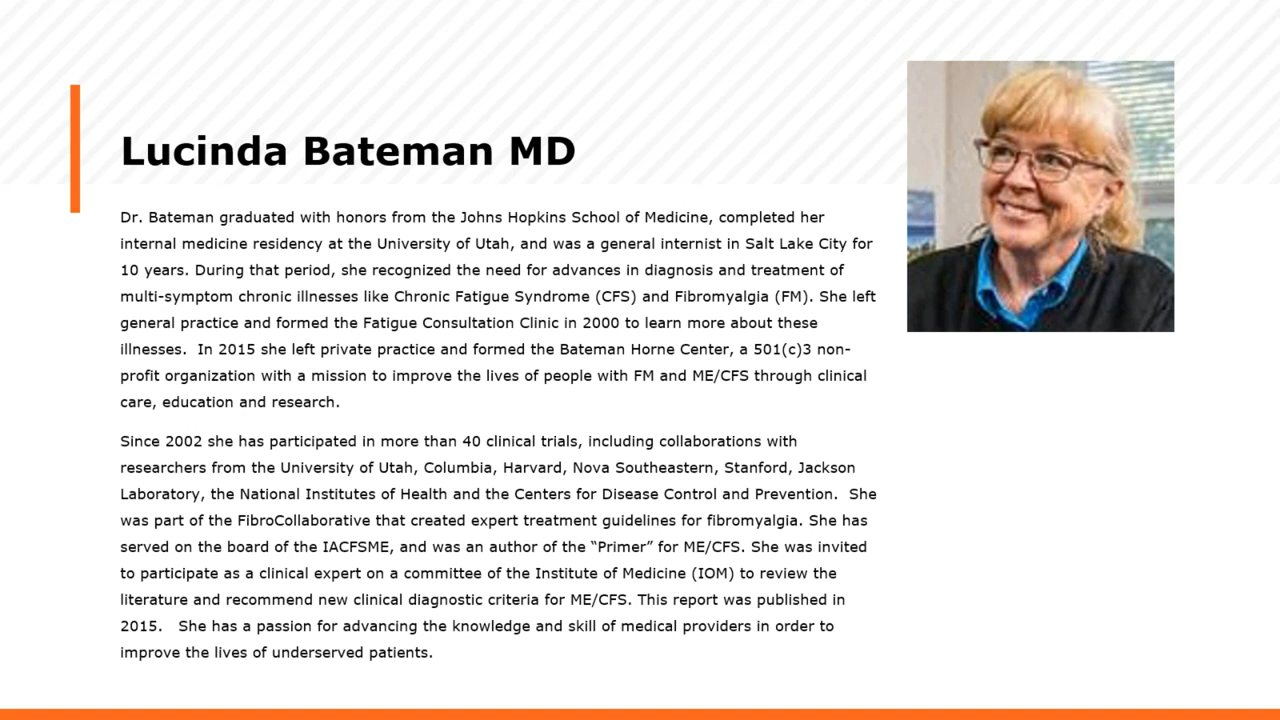 Lucinda Bateman MD
Dr. Bateman graduated with honors from the Johns Hopkins School of Medicine, completed her
internal medicine residency at the University of Utah, and was a general internist in Salt Lake City for
10 years. During that period, she recognized the need for advances in diagnosis and treatment of
multi-symptom chronic illnesses like Chronic Fatigue Syndrome (CFS) and Fibromyalgia (FM). She left
general practice and formed the Fatigue Consultation Clinic in 2000 to learn more about these
illnesses.  In 2015 she left private practice and formed the Bateman Horne Center, a 501(c)3 non-
profit organization with a mission to improve the lives of people with FM and ME/CFS through clinical
care, education and research.
Since 2002 she has participated in more than 40 clinical trials, including collaborations with
researchers from the University of Utah, Columbia, Harvard, Nova Southeastern, Stanford, Jackson
Laboratory, the National Institutes of Health and the Centers for Disease Control and Prevention.  She
was part of the FibroCollaborative that created expert treatment guidelines for fibromyalgia. She has
served on the board of the IACFSME, and was an author of the “Primer” for ME/CFS. She was invited
to participate as a clinical expert on a committee of the Institute of Medicine (IOM) to review the
literature and recommend new clinical diagnostic criteria for ME/CFS. This report was published in
2015.   She has a passion for advancing the knowledge and skill of medical providers in order to
improve the lives of underserved patients.